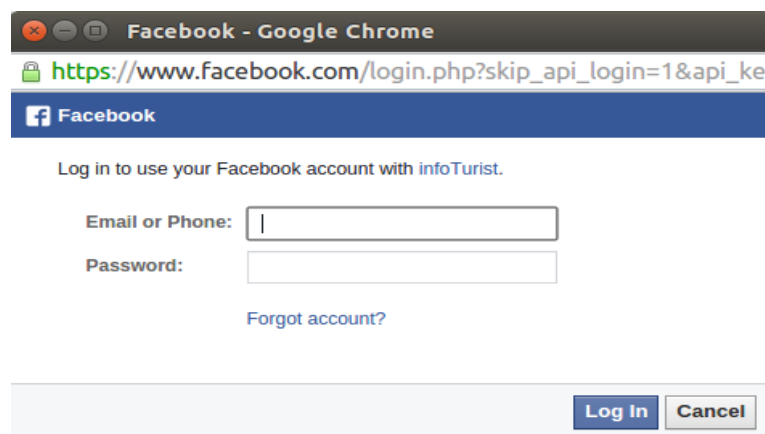 Facebook - Google Chrome
https://www.facebook.com/login.php?skip_api_login=1&api_ke
Facebook
Log in to use your Facebook account with infoTurist.
Email or Phone:
Password:
Forgot account?
Log In Cancel